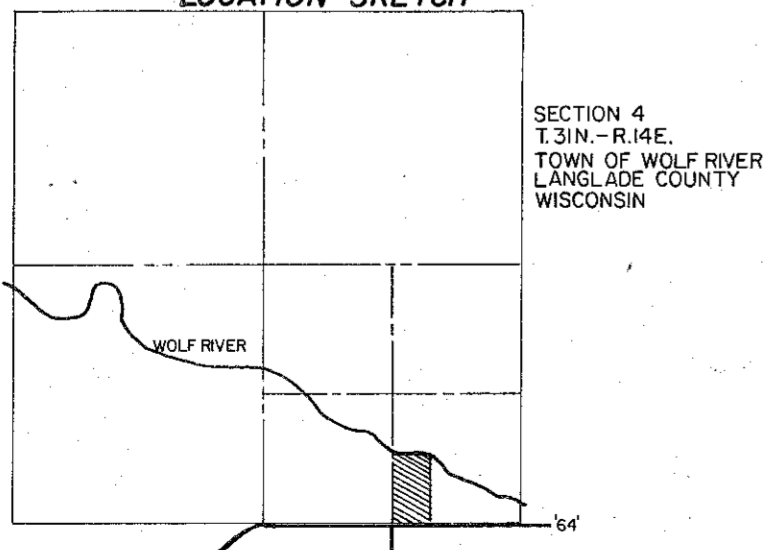 LOCATION SKETCH
SECTION 4
T.31N.-R.14E.
TOWN OF WOLF RIVER
LANGLADE COUNTY
WISCONSIN
WOLF RIVER
'64'